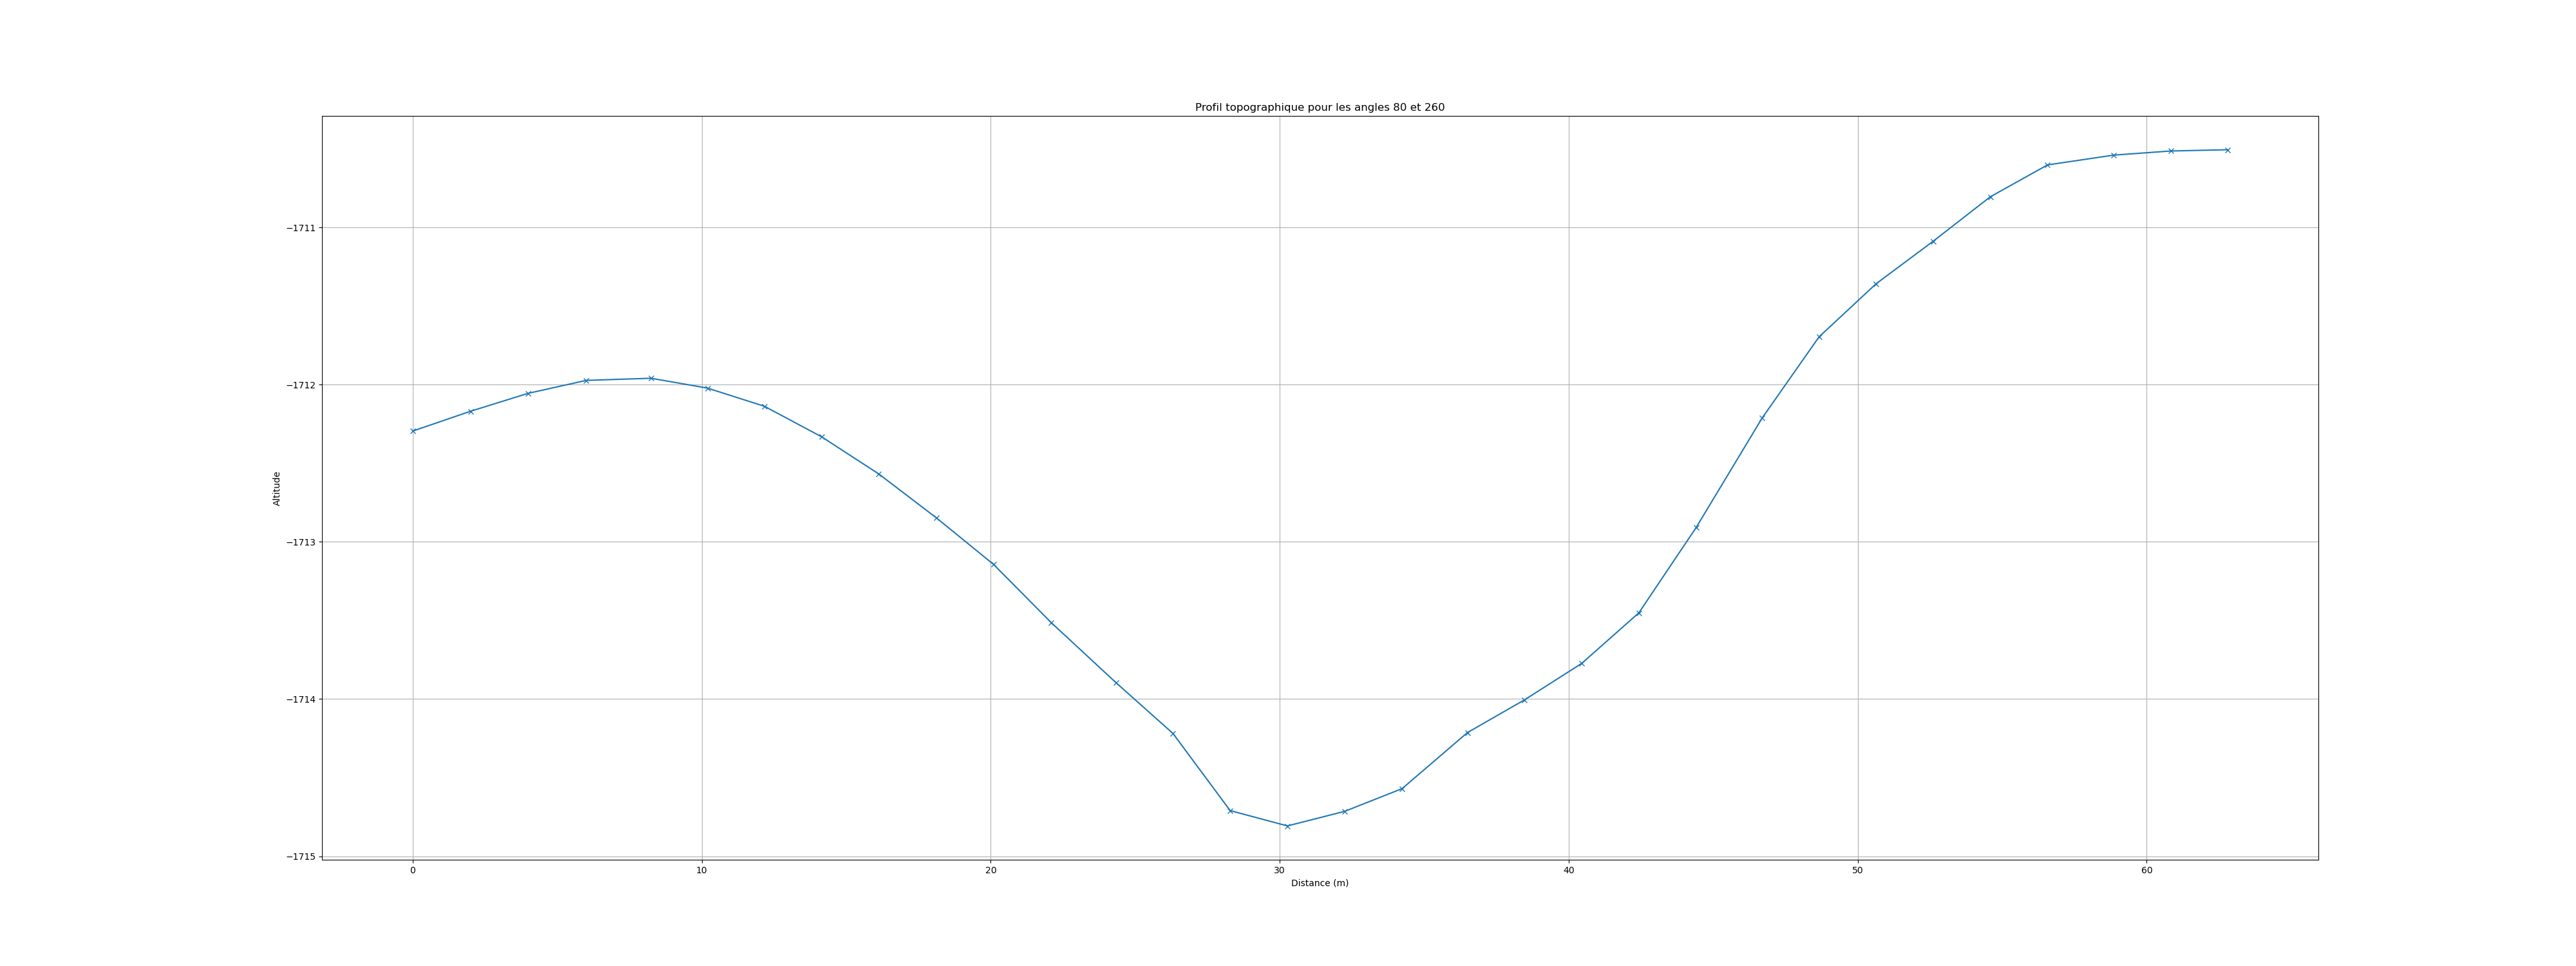 Profil topographique pour les angles 80 et 260
Altitude
−1711
−1712
−1713
−1714
−1715
0 10 20 30 40 50 60
Distance (m)